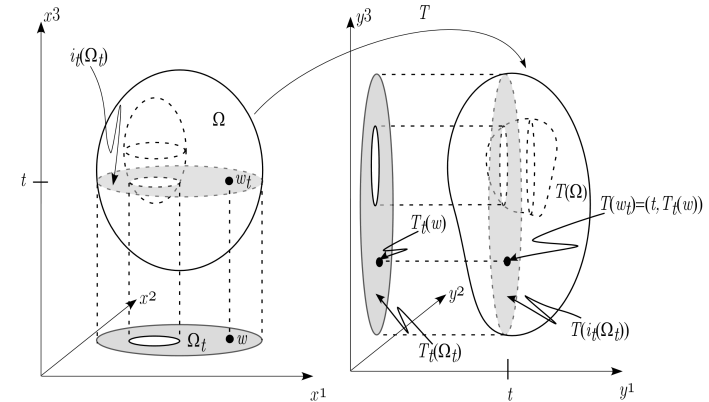 x3
y3
T
i_t(Ω_t)
Ω
t
w_t
T(Ω)
T(w_t)=(t, T_t(w))
T_t(w)
x2
y2
Ω_t
w
T_t(Ω_t)
T(i_t(Ω_t))
x1
t
y1